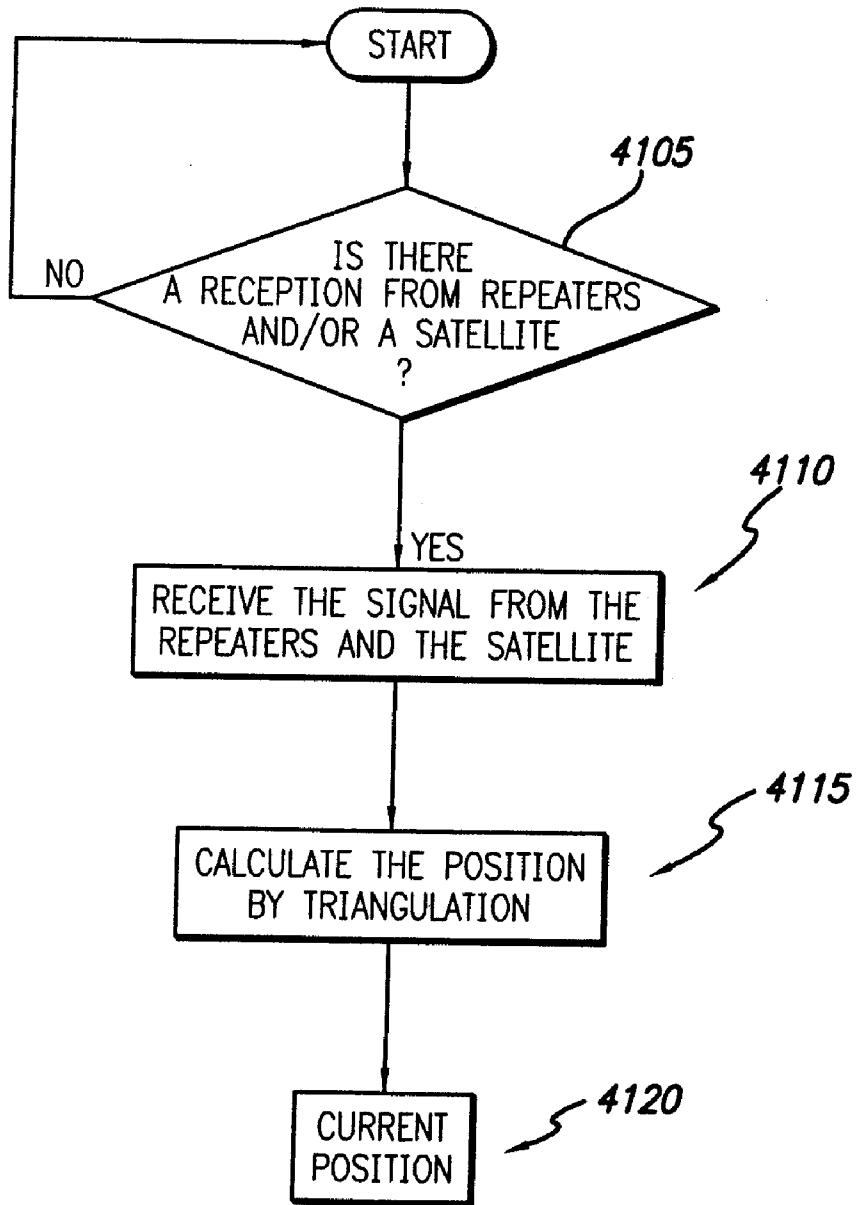 START
4105
IS THERE
A RECEPTION FROM REPEATERS
AND/OR A SATELLITE
?
NO
YES
4110
RECEIVE THE SIGNAL FROM THE
REPEATERS AND THE SATELLITE
4115
CALCULATE THE POSITION
BY TRIANGULATION
4120
CURRENT
POSITION